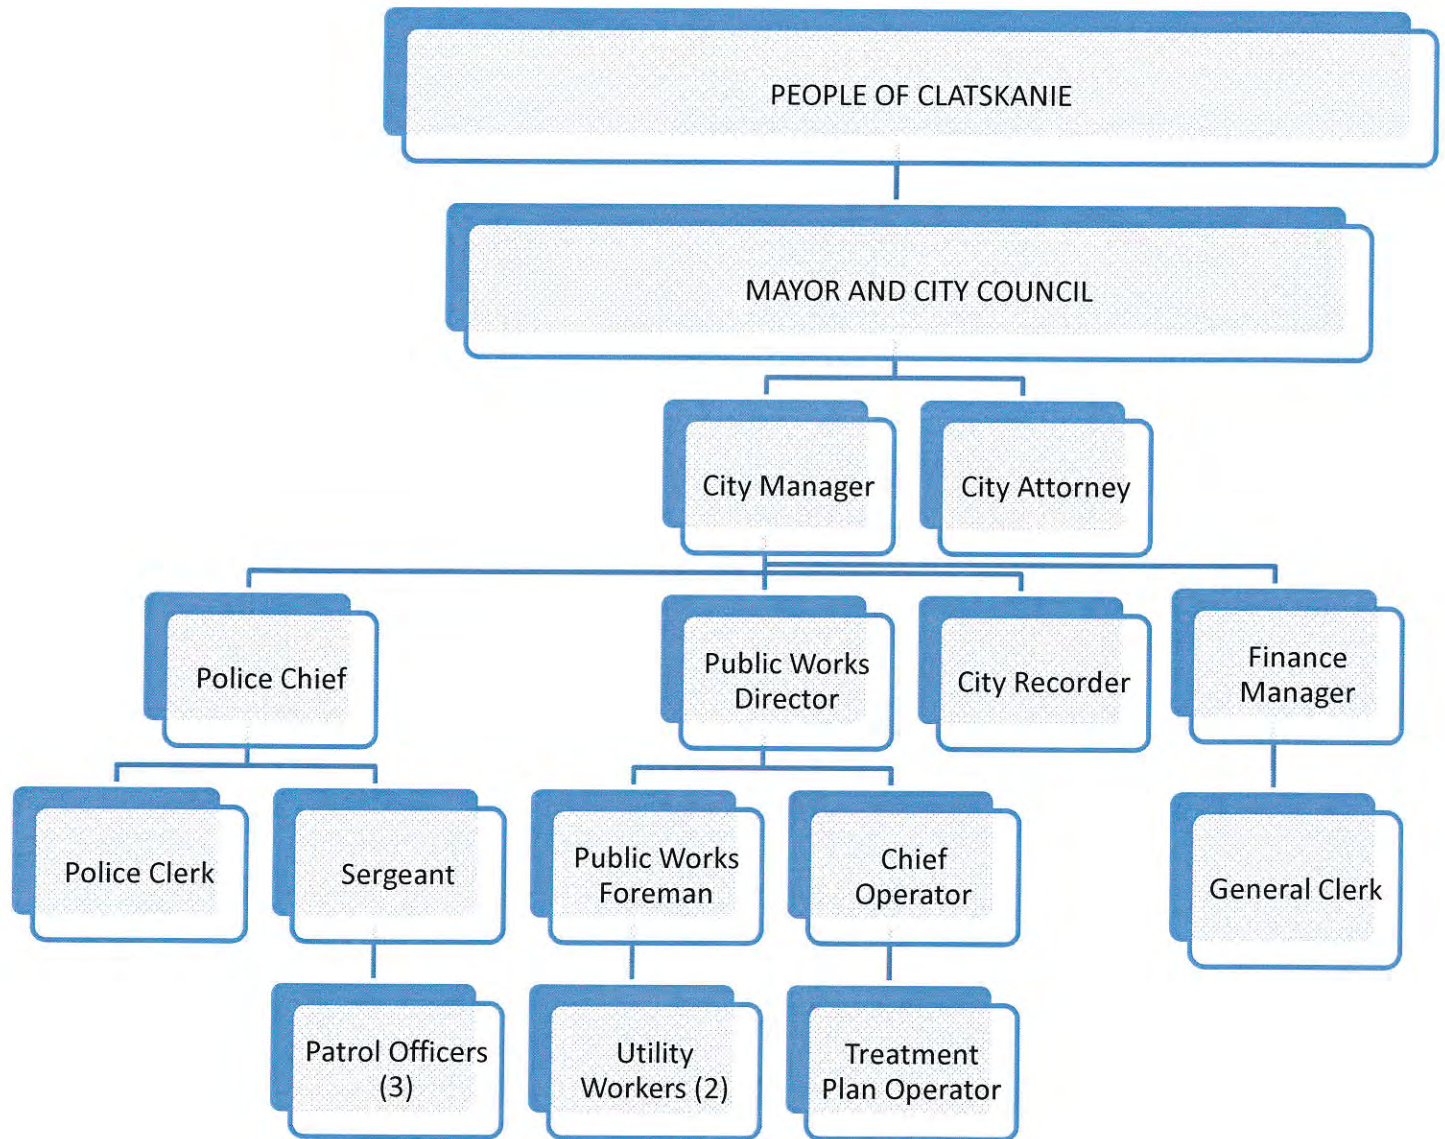 PEOPLE OF CLATSKANIE
MAYOR AND CITY COUNCIL
City Manager
City Attorney
Police Chief
Public Works
Director
City Recorder
Finance
Manager
Police Clerk
Sergeant
Public Works
Foreman
Chief
Operator
General Clerk
Patrol Officers
(3)
Utility
Workers (2)
Treatment
Plan Operator